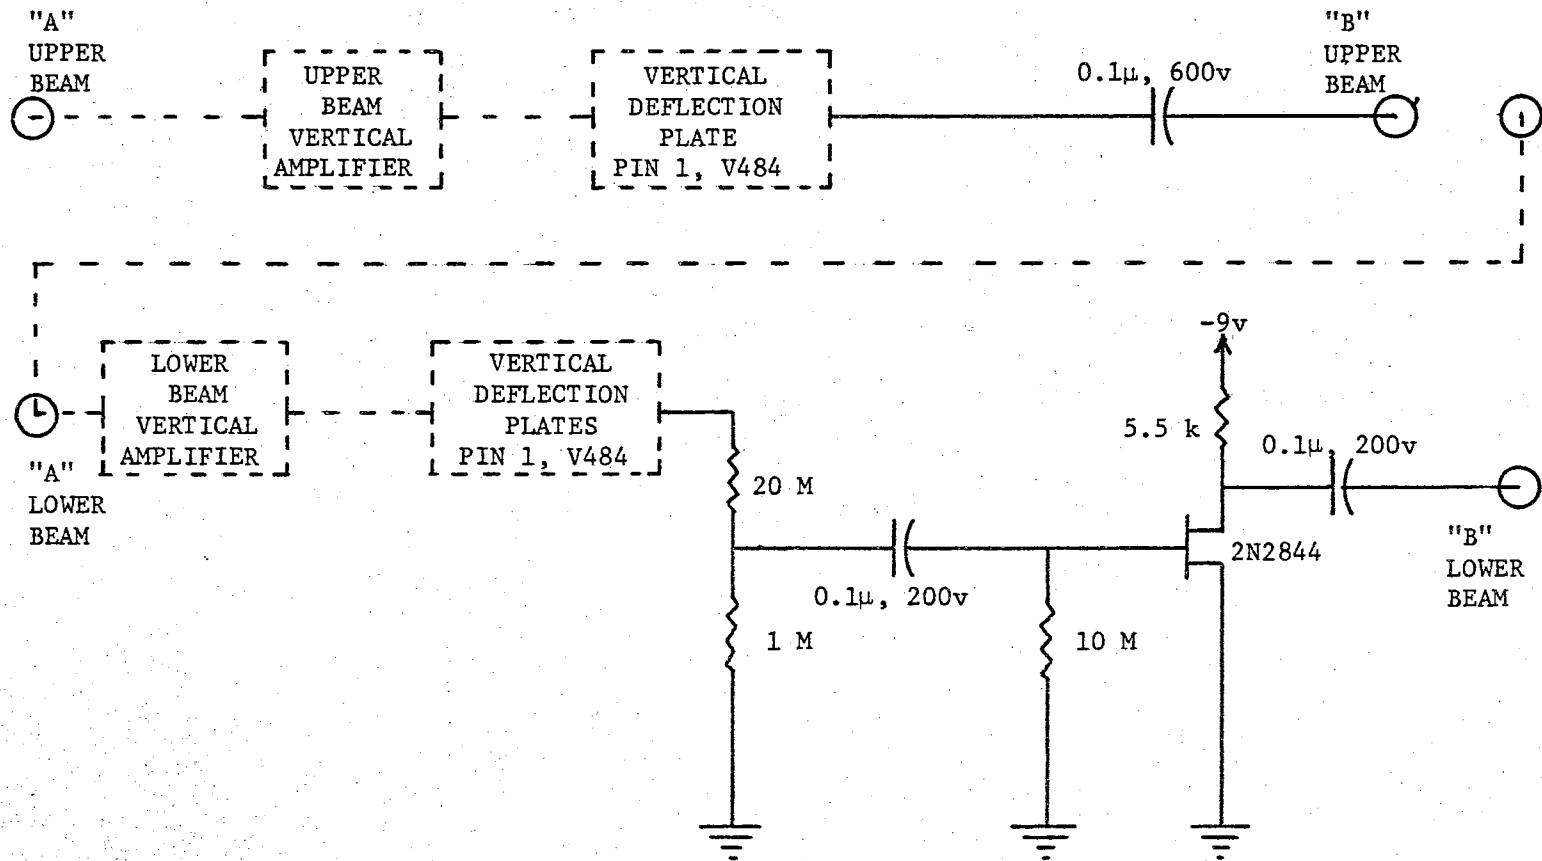 "A"
UPPER
BEAM
UPPER
BEAM
VERTICAL
AMPLIFIER
VERTICAL
DEFLECTION
PLATE
PIN 1, V484
0.1μ, 600v
"B"
UPPER
BEAM
"A"
LOWER
BEAM
LOWER
BEAM
VERTICAL
AMPLIFIER
VERTICAL
DEFLECTION
PLATES
PIN 1, V484
20 M
1 M
0.1μ, 200v
10 M
-9v
5.5 k
2N2844
0.1μ, 200v
"B"
LOWER
BEAM